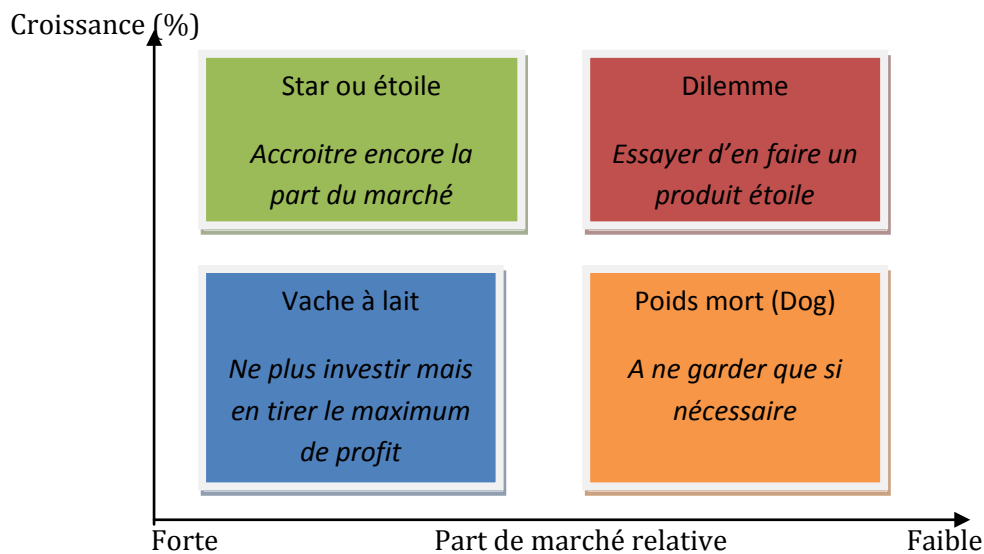 Croissance (%)
Star ou étoile
Accroitre encore la
part du marché
Dilemme
Essayer d'en faire un
produit étoile
Vache à lait
Ne plus investir mais
en tirer le maximum
de profit
Poids mort (Dog)
A ne garder que si
nécessaire
Forte
Part de marché relative
Faible